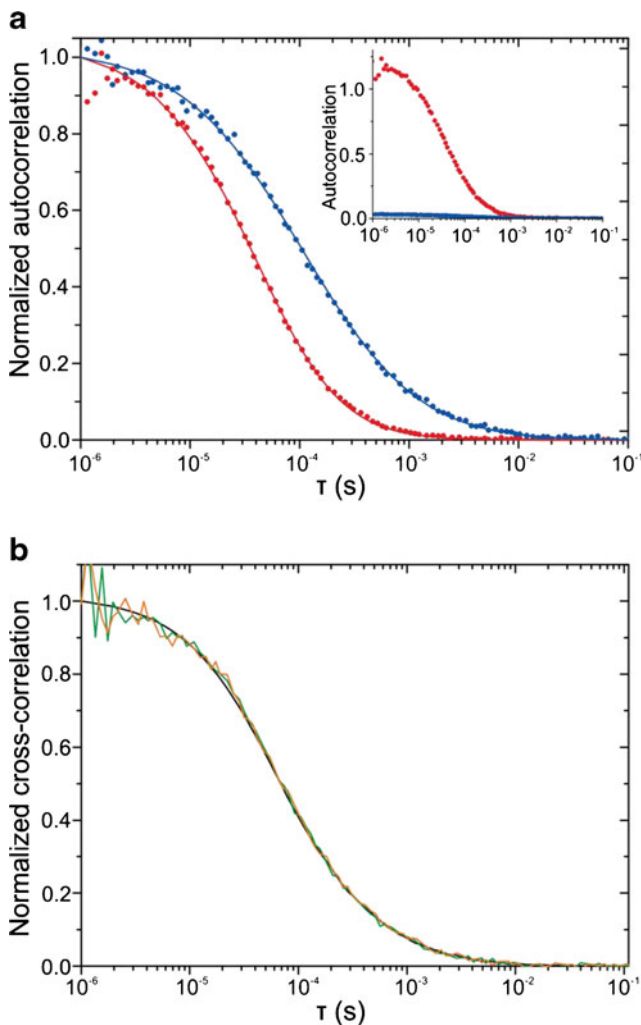 a
Normalized autocorrelation
1.0
0.8
0.6
0.4
0.2
0.0
10⁻⁶ 10⁻⁵ 10⁻⁴ 10⁻³ 10⁻² 10⁻¹
τ (s)
Autocorrelation
1.0
0.5
0.0
10⁻⁶ 10⁻⁵ 10⁻⁴ 10⁻³ 10⁻² 10⁻¹
b
Normalized cross-correlation
1.0
0.8
0.6
0.4
0.2
0.0
10⁻⁶ 10⁻⁵ 10⁻⁴ 10⁻³ 10⁻² 10⁻¹
τ (s)